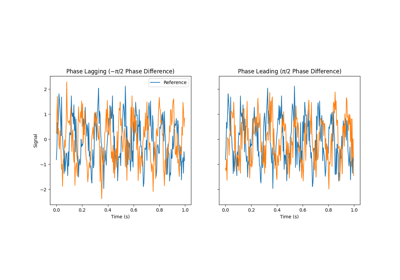 Phase Lagging (−π/2 Phase Difference)
Phase Leading (π/2 Phase Difference)
Reference
Signal
2
1
0
−1
−2
0.0 0.2 0.4 0.6 0.8 1.0
0.0 0.2 0.4 0.6 0.8 1.0
Time (s)
Time (s)